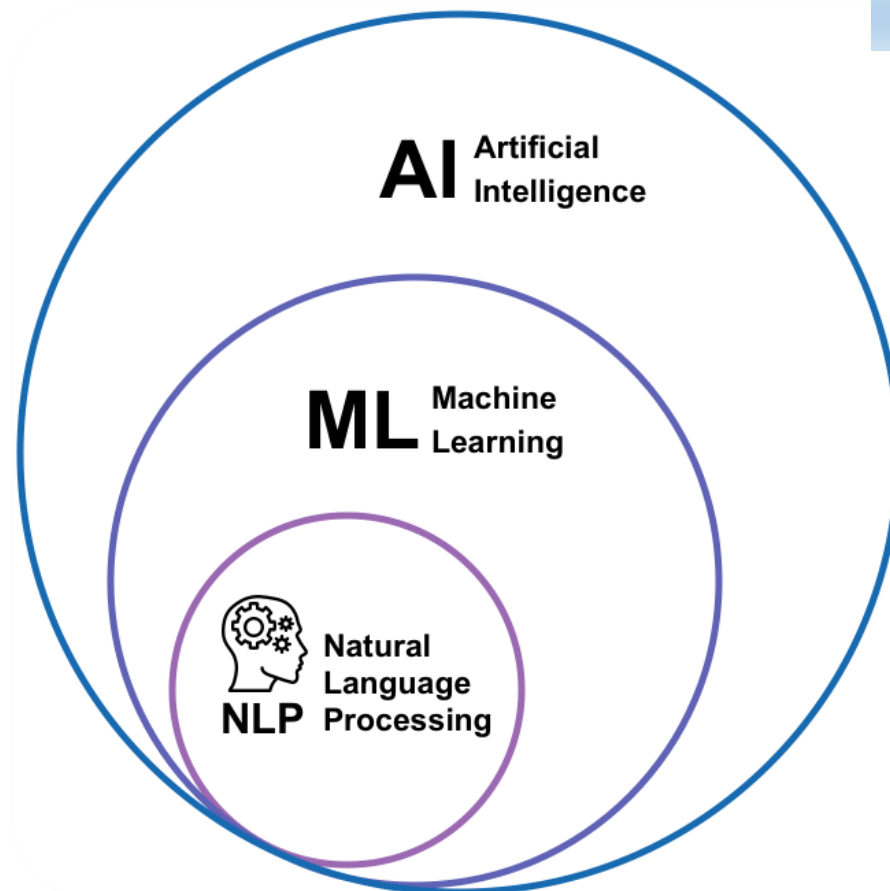 AI Artificial
Intelligence
ML Machine
Learning
Natural
Language
NLP Processing